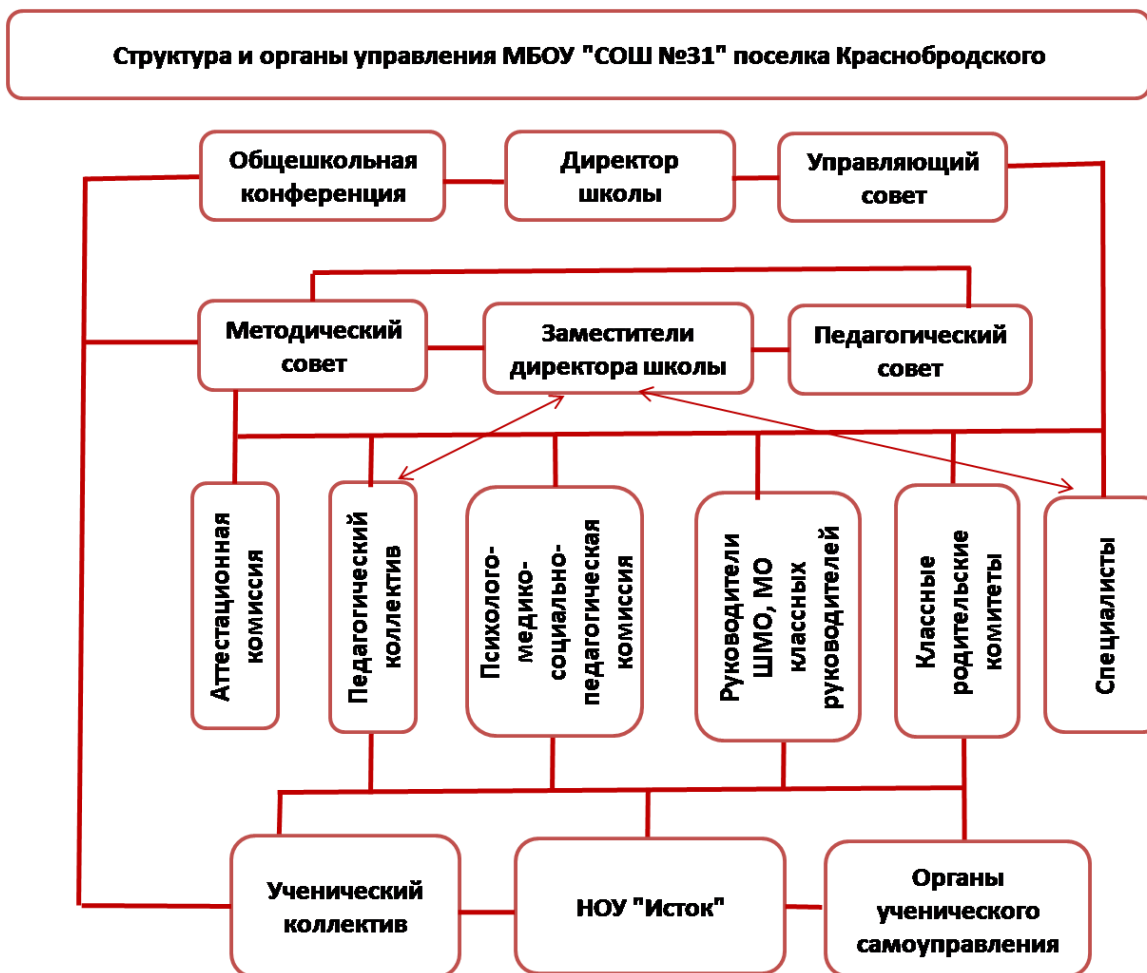 Структура и органы управления МБОУ "СОШ №31" поселка Краснобродского
Общешкольная
конференция
Директор
школы
Управляющий
совет
Методический
совет
Заместители
директора школы
Педагогический
совет
Аттестационная
комиссия
Педагогический
коллектив
Психолого-
медико-
социально-
педагогическая
комиссия
Руководители
ШМО, МО
классных
руководителей
Классные
родительские
комитеты
Специалисты
Ученический
коллектив
НОУ "Исток"
Органы
ученического
самоуправления